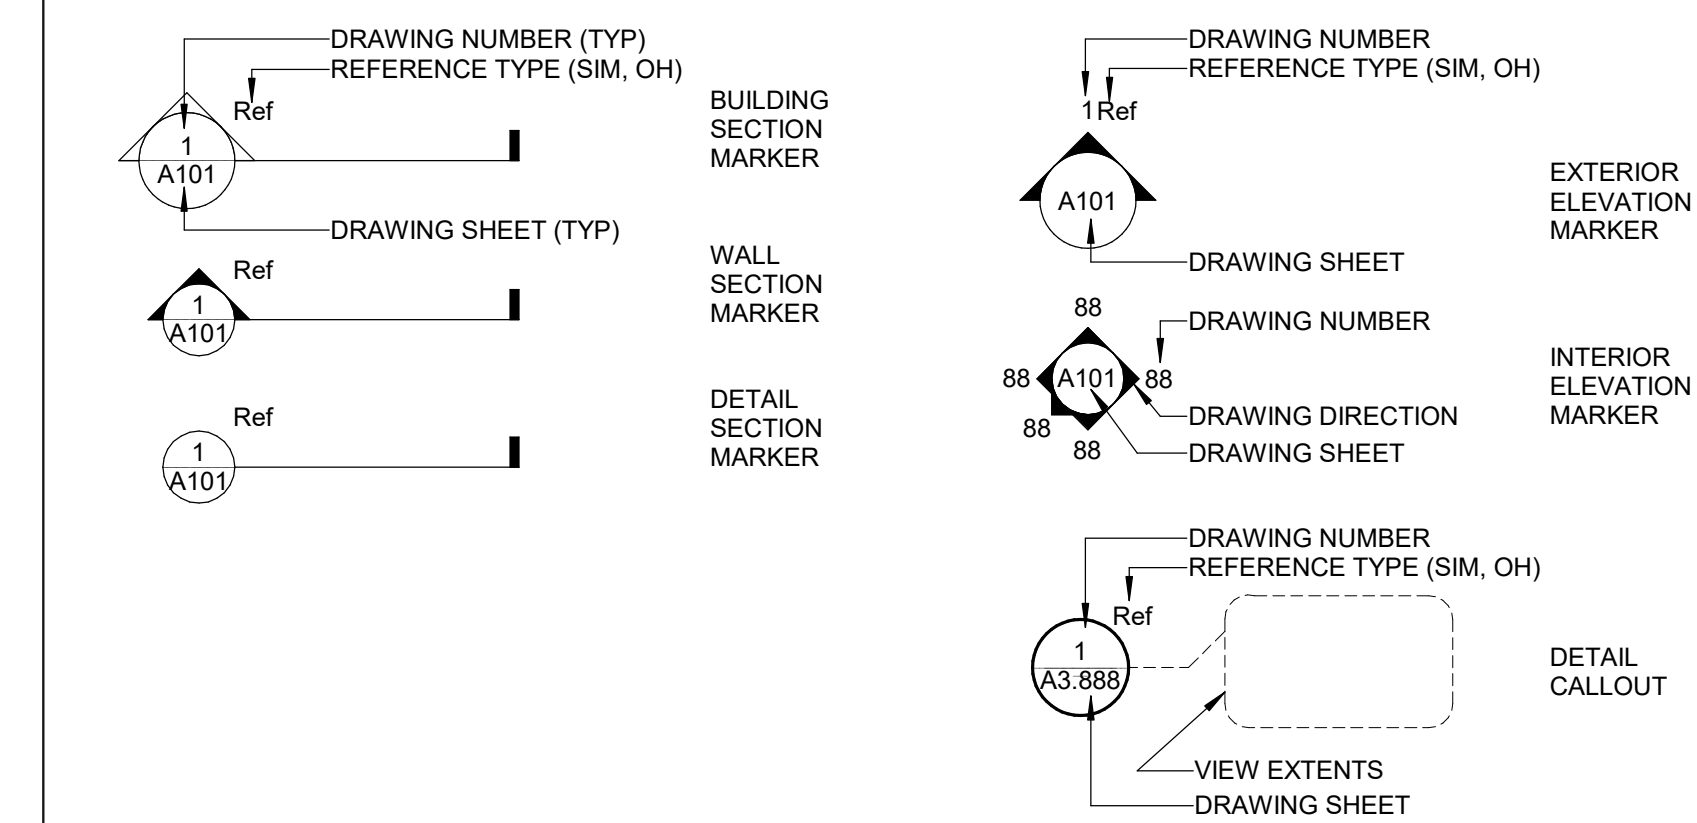 DRAWING NUMBER (TYP)
REFERENCE TYPE (SIM, OH)
Ref
1
A101
DRAWING SHEET (TYP)
BUILDING
SECTION
MARKER
Ref
1
A101
WALL
SECTION
MARKER
Ref
1
A101
DETAIL
SECTION
MARKER
DRAWING NUMBER
REFERENCE TYPE (SIM, OH)
1 Ref
A101
DRAWING SHEET
EXTERIOR
ELEVATION
MARKER
88
DRAWING NUMBER
88 A101 88
DRAWING DIRECTION
88
88
DRAWING SHEET
INTERIOR
ELEVATION
MARKER
DRAWING NUMBER
REFERENCE TYPE (SIM, OH)
Ref
1
A3.888
VIEW EXTENTS
DRAWING SHEET
DETAIL
CALLOUT